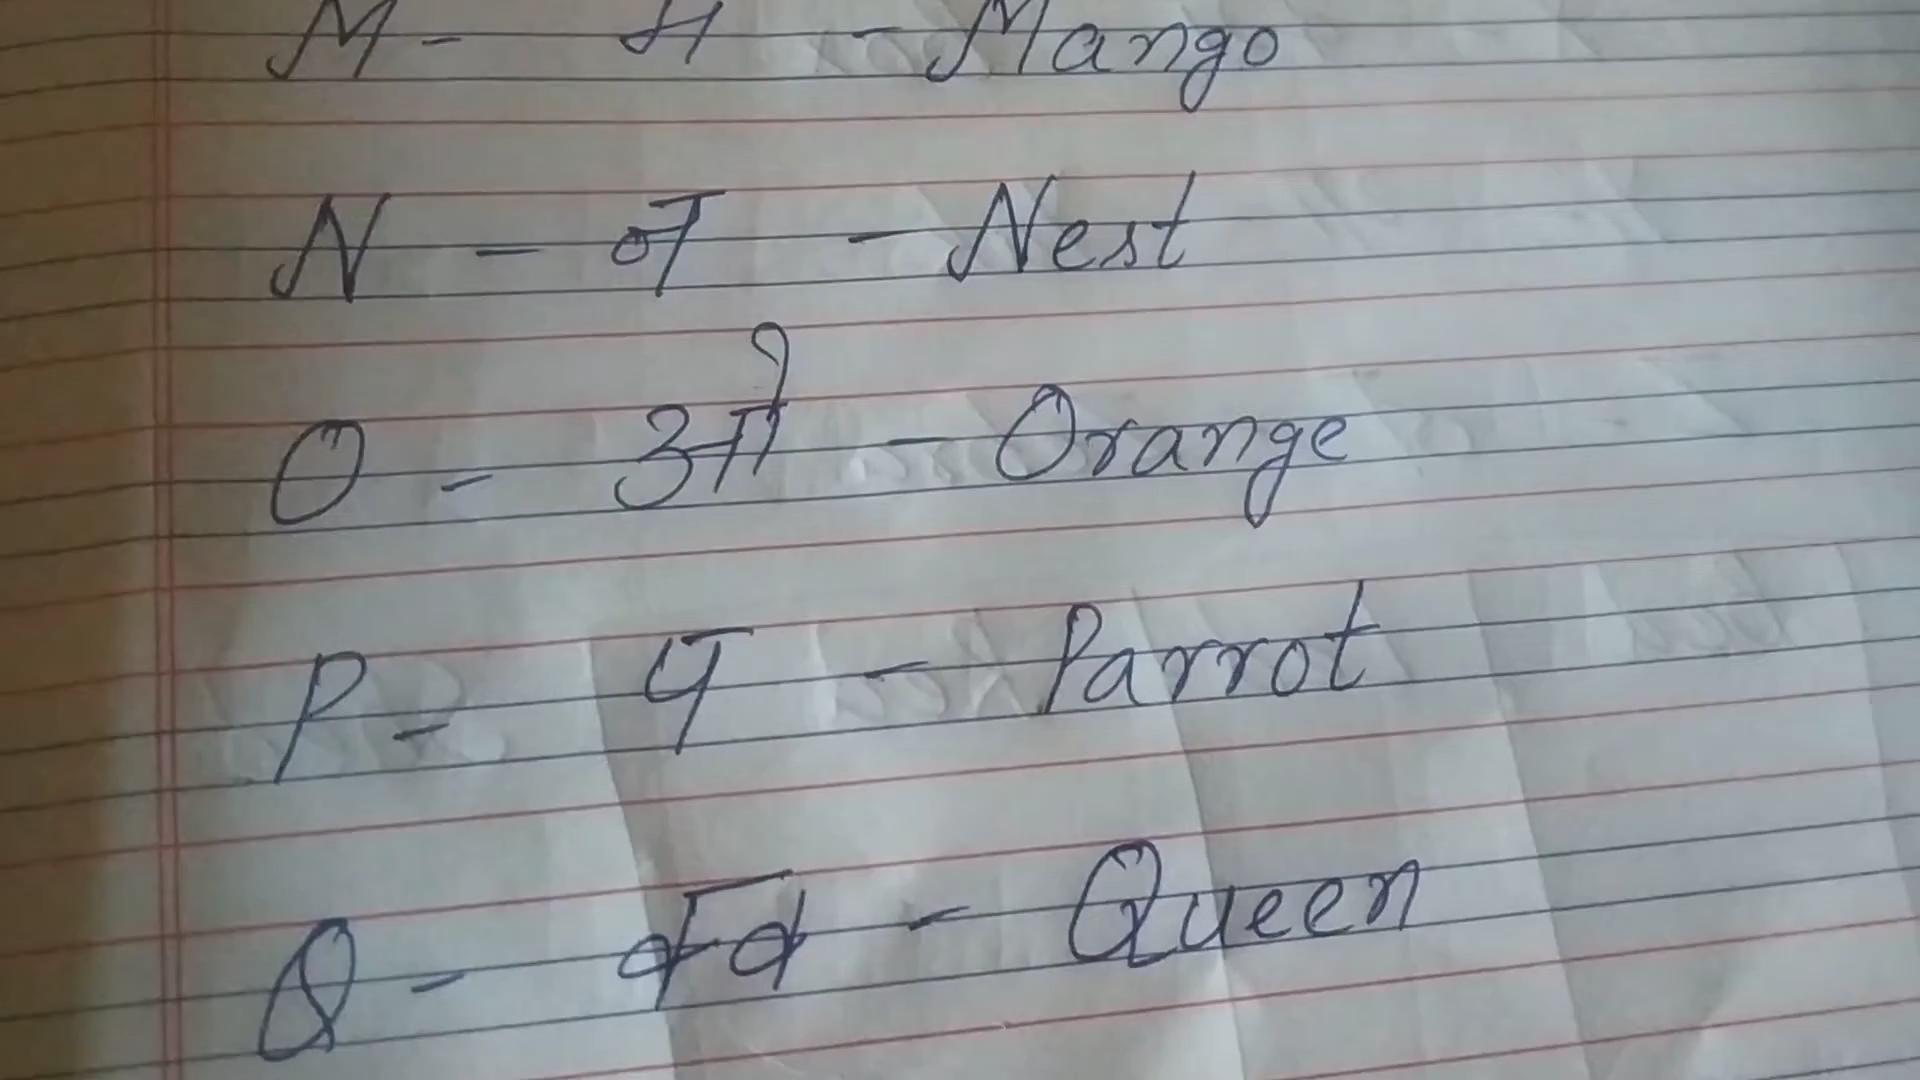 M - म - Mango
N - न - Nest
O - ओ - Orange
P - प - Parrot
Q - क्व - Queen